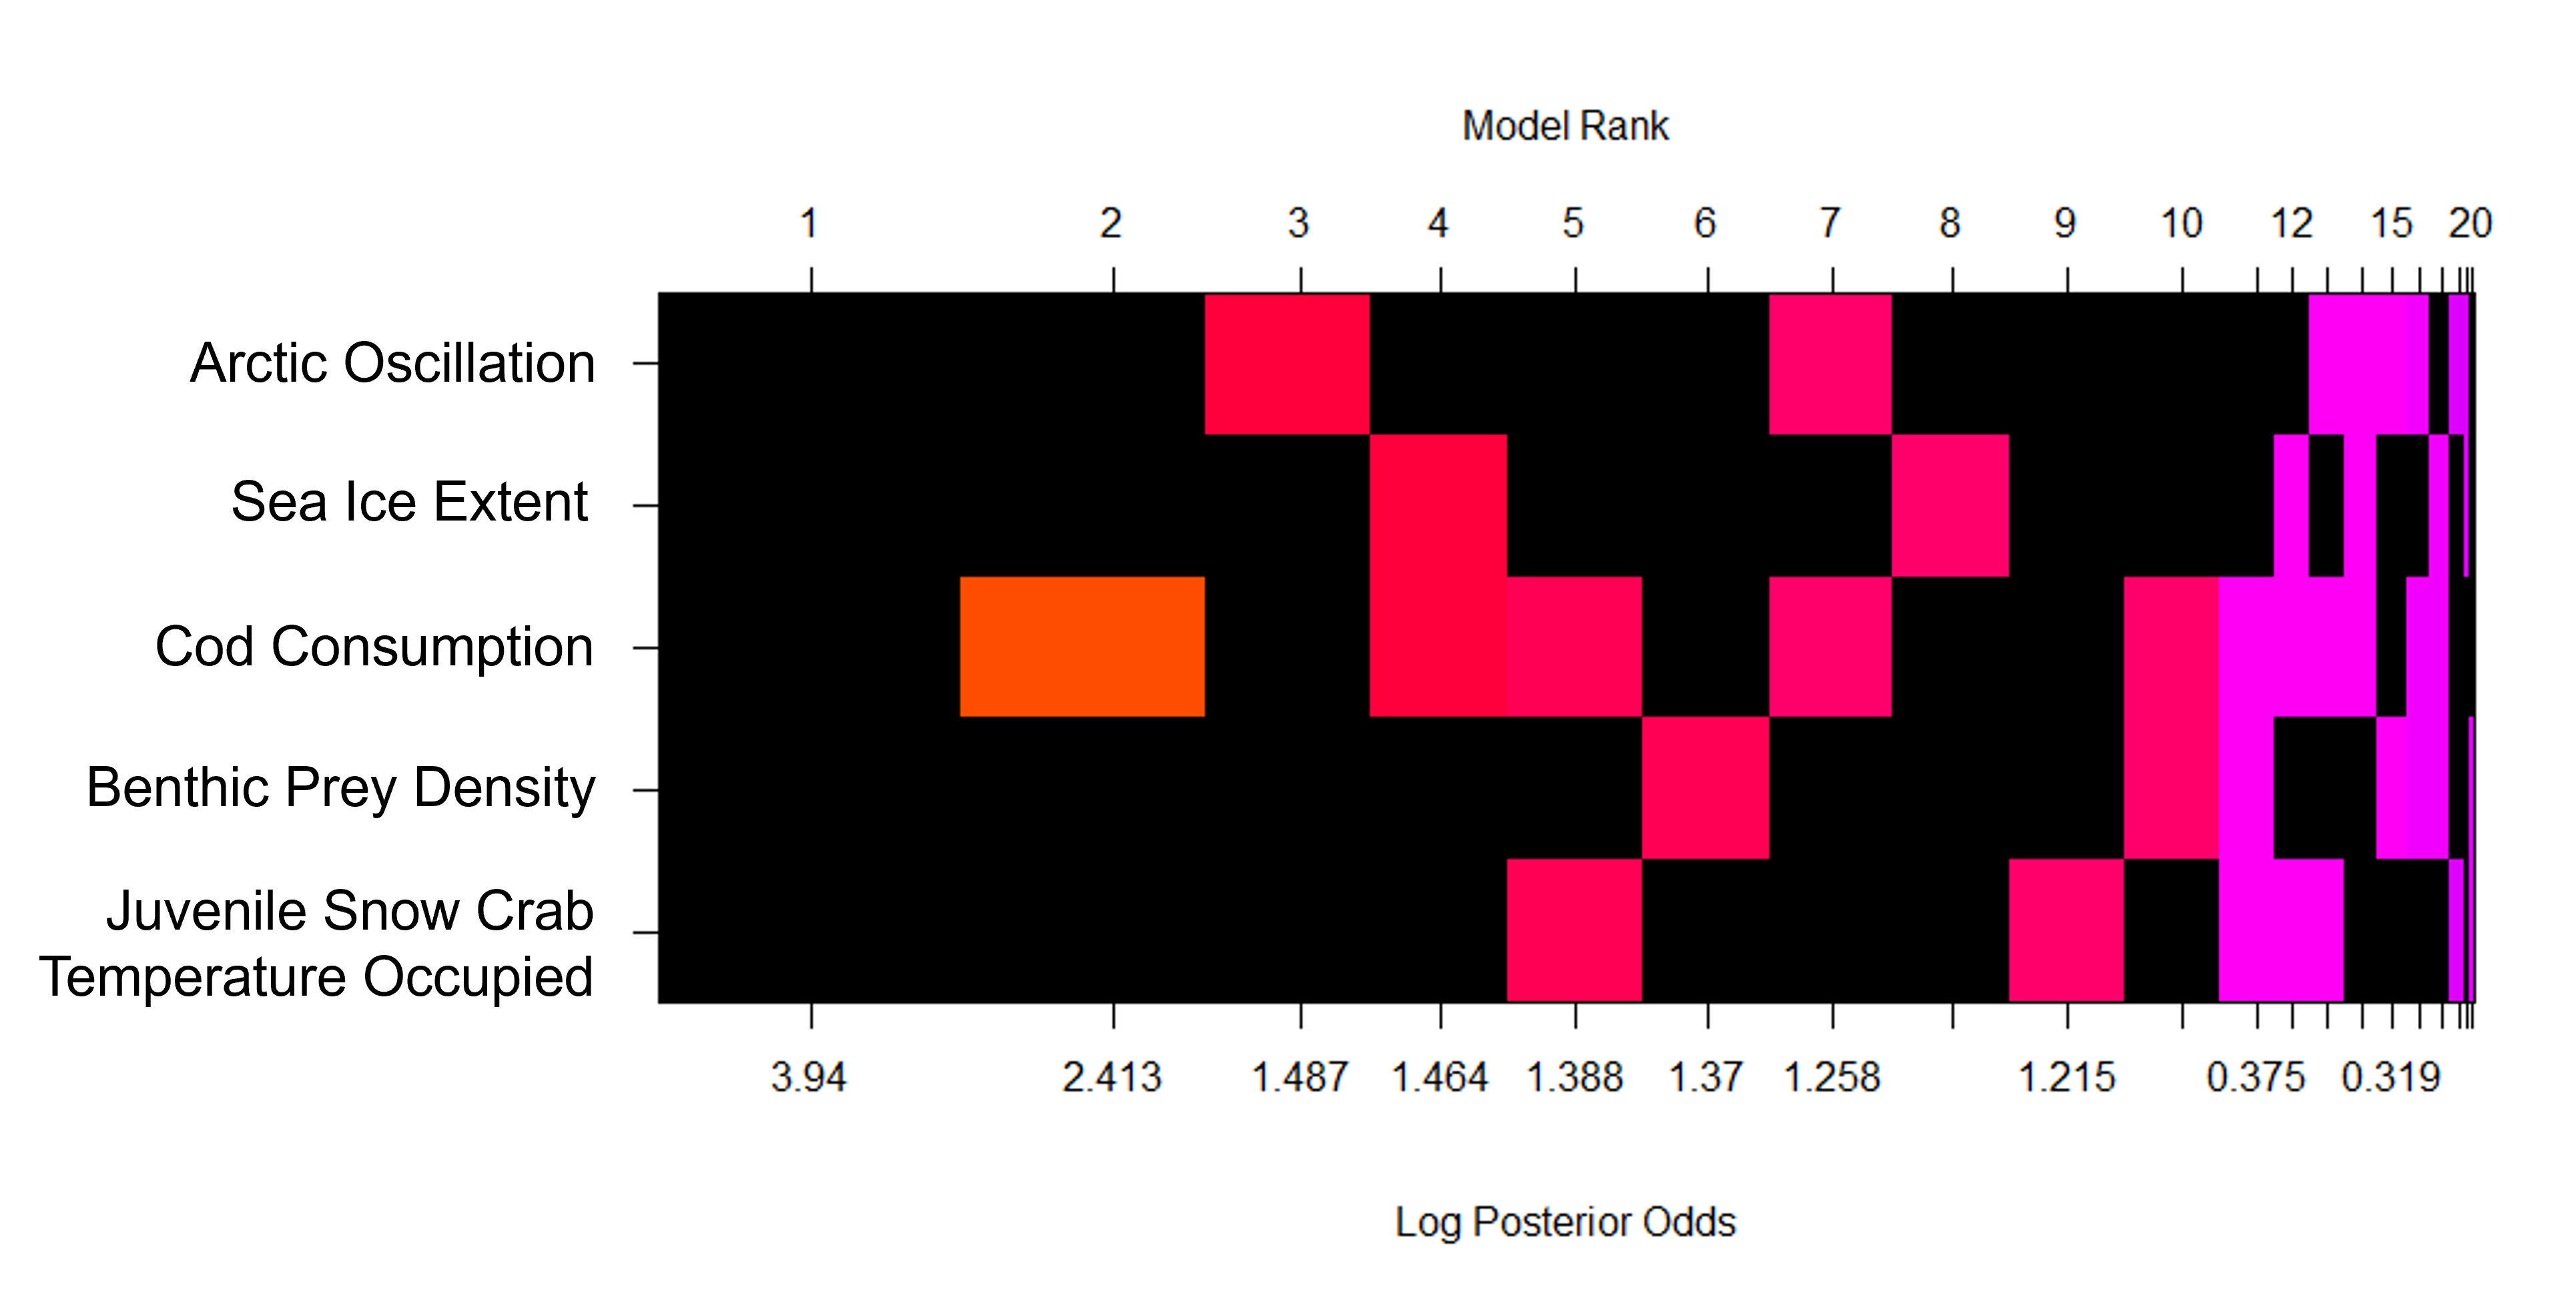 Model Rank
1 2 3 4 5 6 7 8 9 10 12 15 20
Arctic Oscillation
Sea Ice Extent
Cod Consumption
Benthic Prey Density
Juvenile Snow Crab
Temperature Occupied
3.94 2.413 1.487 1.464 1.388 1.37 1.258 1.215 0.375 0.319
Log Posterior Odds